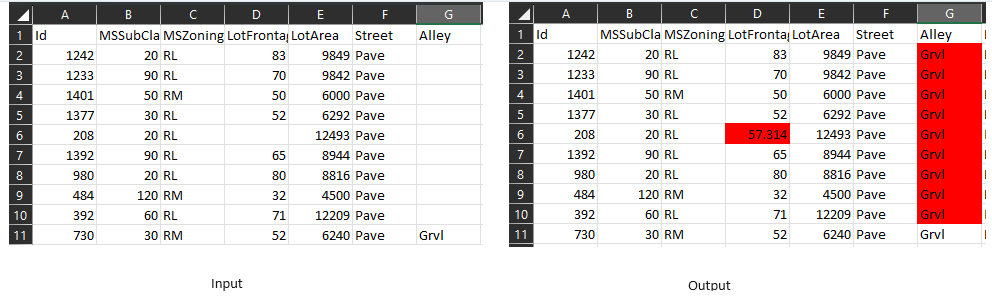 A B C D E F G
1 Id MSSubCla MSZoning LotFrontag LotArea Street Alley
2 1242 20 RL 83 9849 Pave
3 1233 90 RL 70 9842 Pave
4 1401 50 RM 50 6000 Pave
5 1377 30 RL 52 6292 Pave
6 208 20 RL 12493 Pave
7 1392 90 RL 65 8944 Pave
8 980 20 RL 80 8816 Pave
9 484 120 RM 32 4500 Pave
10 392 60 RL 71 12209 Pave
11 730 30 RM 52 6240 Pave Grvl
Input
A B C D E F G
1 Id MSSubCla MSZoning LotFrontag LotArea Street Alley
2 1242 20 RL 83 9849 Pave Grvl
3 1233 90 RL 70 9842 Pave Grvl
4 1401 50 RM 50 6000 Pave Grvl
5 1377 30 RL 52 6292 Pave Grvl
6 208 20 RL 57.314 12493 Pave Grvl
7 1392 90 RL 65 8944 Pave Grvl
8 980 20 RL 80 8816 Pave Grvl
9 484 120 RM 32 4500 Pave Grvl
10 392 60 RL 71 12209 Pave Grvl
11 730 30 RM 52 6240 Pave Grvl
Output